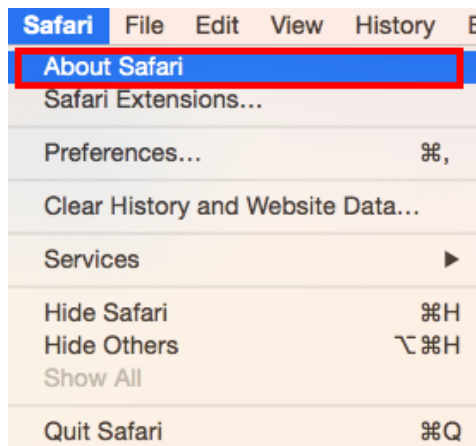 Safari File Edit View History
About Safari
Safari Extensions...
Preferences... ⌘,
Clear History and Website Data...
Services ▶
Hide Safari ⌘H
Hide Others ⌥⌘H
Show All
Quit Safari ⌘Q